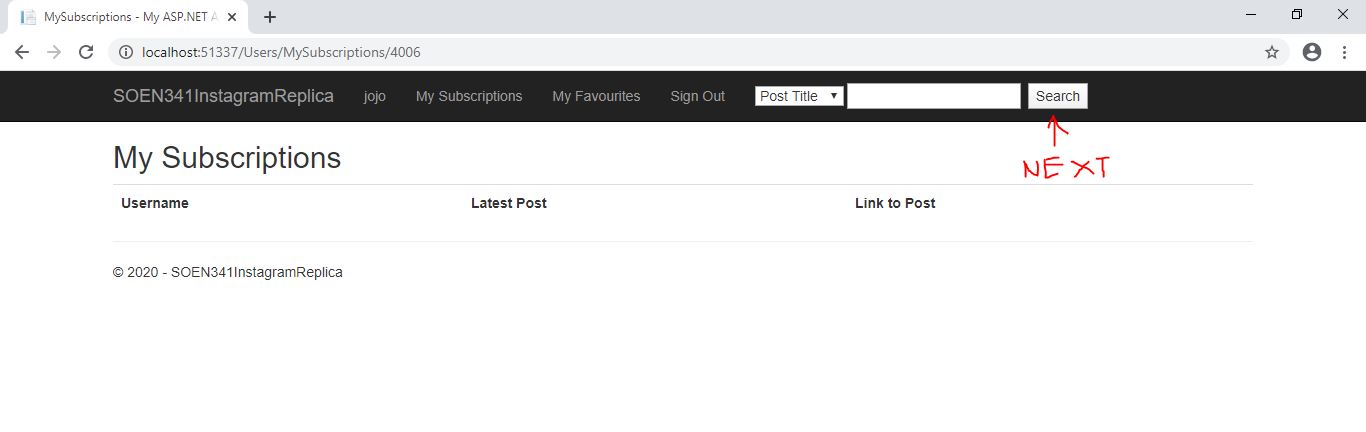 MySubscriptions - My ASP.NET A
localhost:51337/Users/MySubscriptions/4006
SOEN341InstagramReplica jojo My Subscriptions My Favourites Sign Out Post Title Search
NEXT
My Subscriptions
Username Latest Post Link to Post
© 2020 - SOEN341InstagramReplica